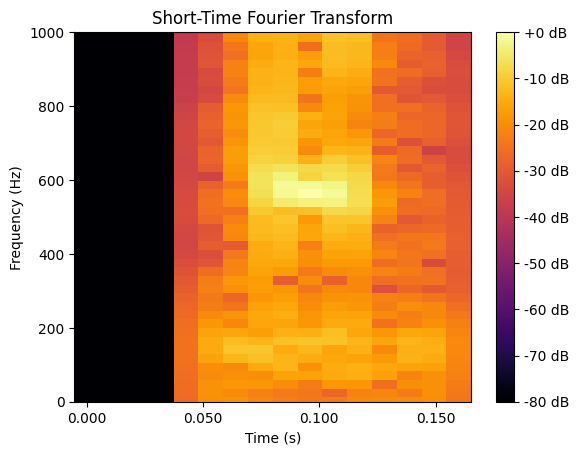 Short-Time Fourier Transform
1000
800
600
400
200
0
Frequency (Hz)
0.000
0.050
0.100
0.150
Time (s)
+0 dB
-10 dB
-20 dB
-30 dB
-40 dB
-50 dB
-60 dB
-70 dB
-80 dB